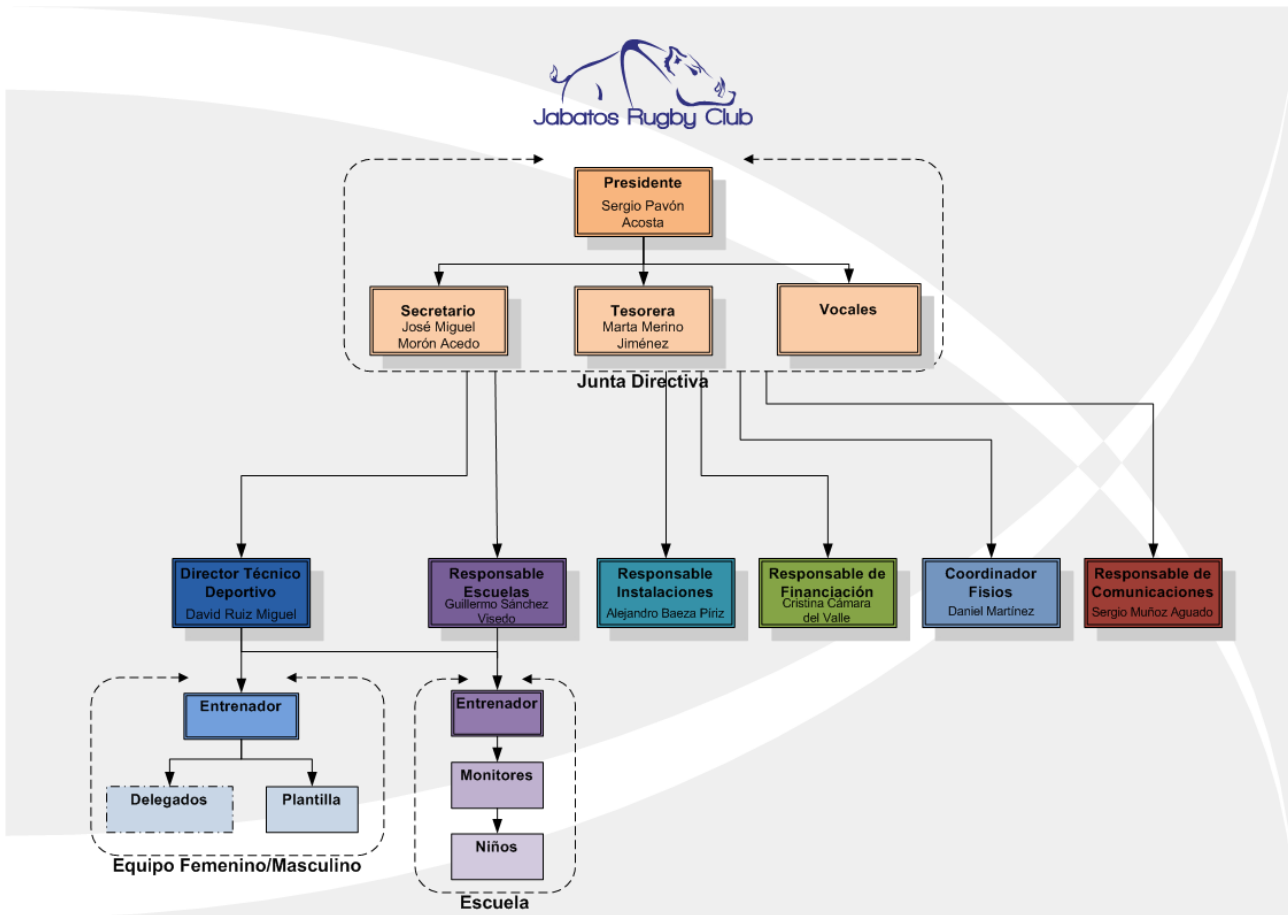 Jabatos Rugby Club
Presidente
Sergio Pavón
Acosta
Secretario
José Miguel
Morón Acedo
Tesorera
Marta Merino
Jiménez
Vocales
Junta Directiva
Director Técnico
Deportivo
David Ruiz Miguel
Responsable
Escuelas
Guillermo Sánchez
Visedo
Responsable
Instalaciones
Alejandro Baeza Píriz
Responsable de
Financiación
Cristina Cámara
del Valle
Coordinador
Fisios
Daniel Martínez
Responsable de
Comunicaciones
Sergio Muñoz Aguado
Entrenador
Delegados
Plantilla
Equipo Femenino/Masculino
Entrenador
Monitores
Niños
Escuela